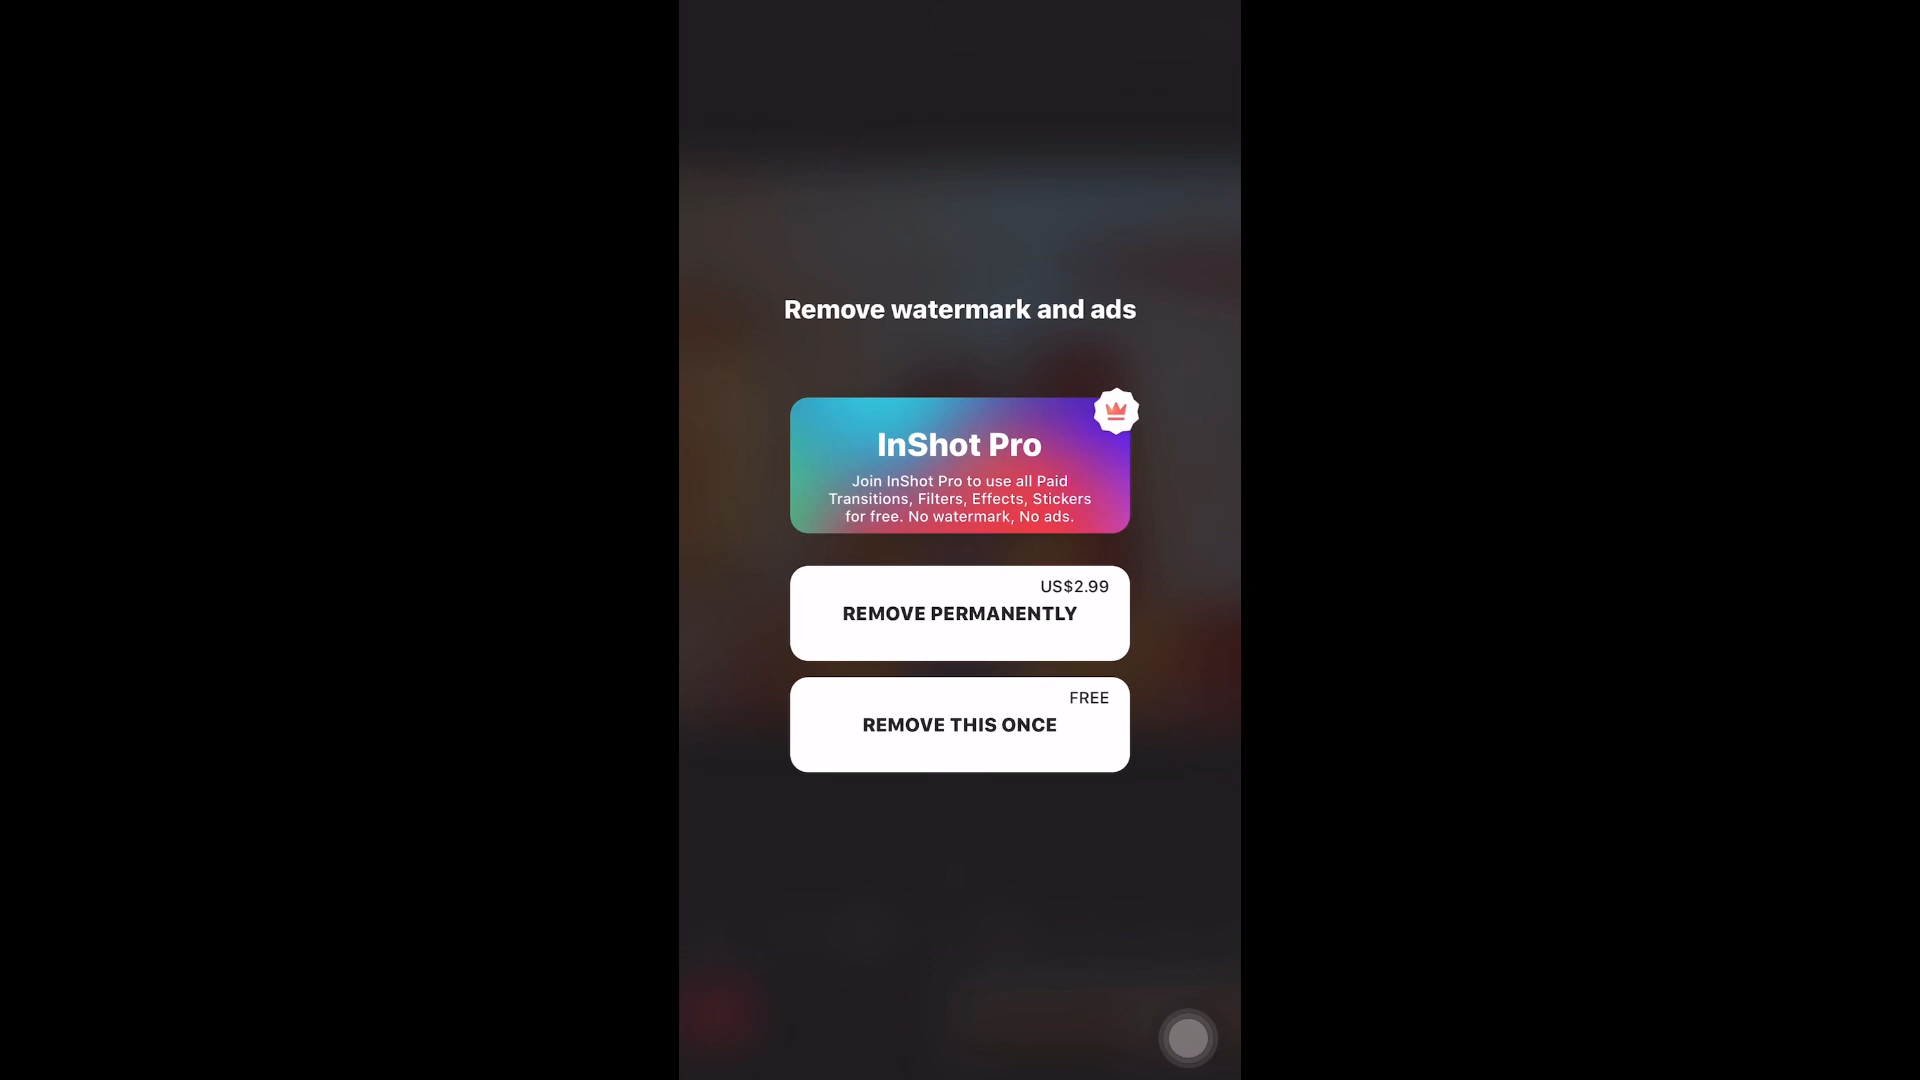 Remove watermark and ads
InShot Pro
Join InShot Pro to use all Paid
Transitions, Filters, Effects, Stickers
for free. No watermark, No ads.
US$2.99
REMOVE PERMANENTLY
FREE
REMOVE THIS ONCE